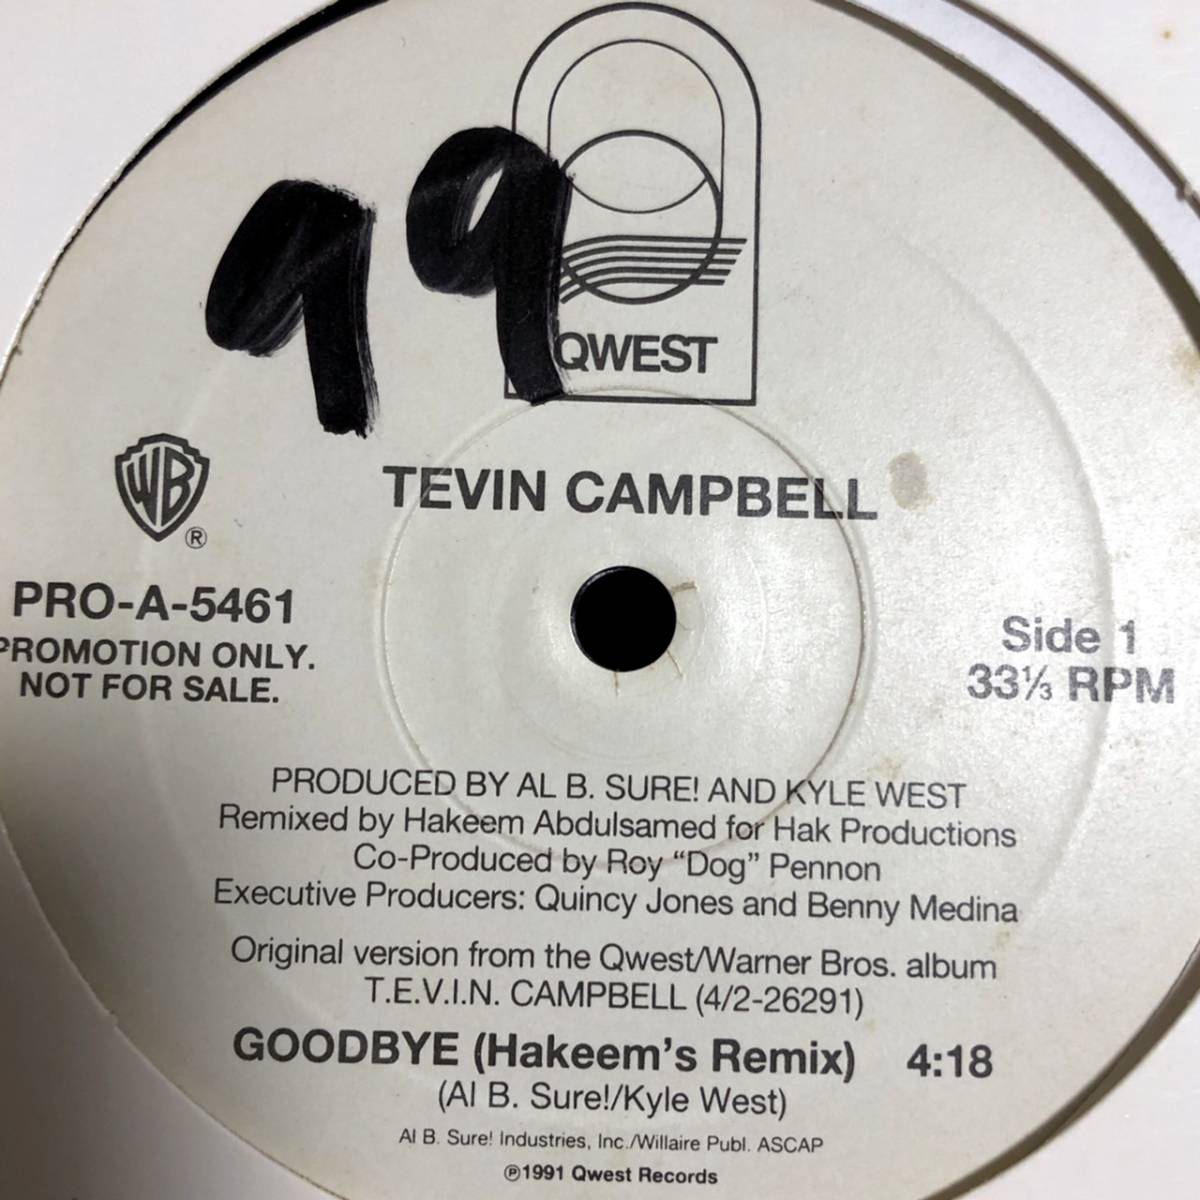 99
QWEST
WB
®
TEVIN CAMPBELL
PRO-A-5461
PROMOTION ONLY.
NOT FOR SALE.
Side 1
33⅓ RPM
PRODUCED BY AL B. SURE! AND KYLE WEST
Remixed by Hakeem Abdulsamed for Hak Productions
Co-Produced by Roy “Dog” Pennon
Executive Producers: Quincy Jones and Benny Medina
Original version from the Qwest/Warner Bros. album
T.E.V.I.N. CAMPBELL (4/2-26291)
GOODBYE (Hakeem's Remix) 4:18
(Al B. Sure!/Kyle West)
Al B. Sure! Industries, Inc./Willaire Publ. ASCAP
℗1991 Qwest Records